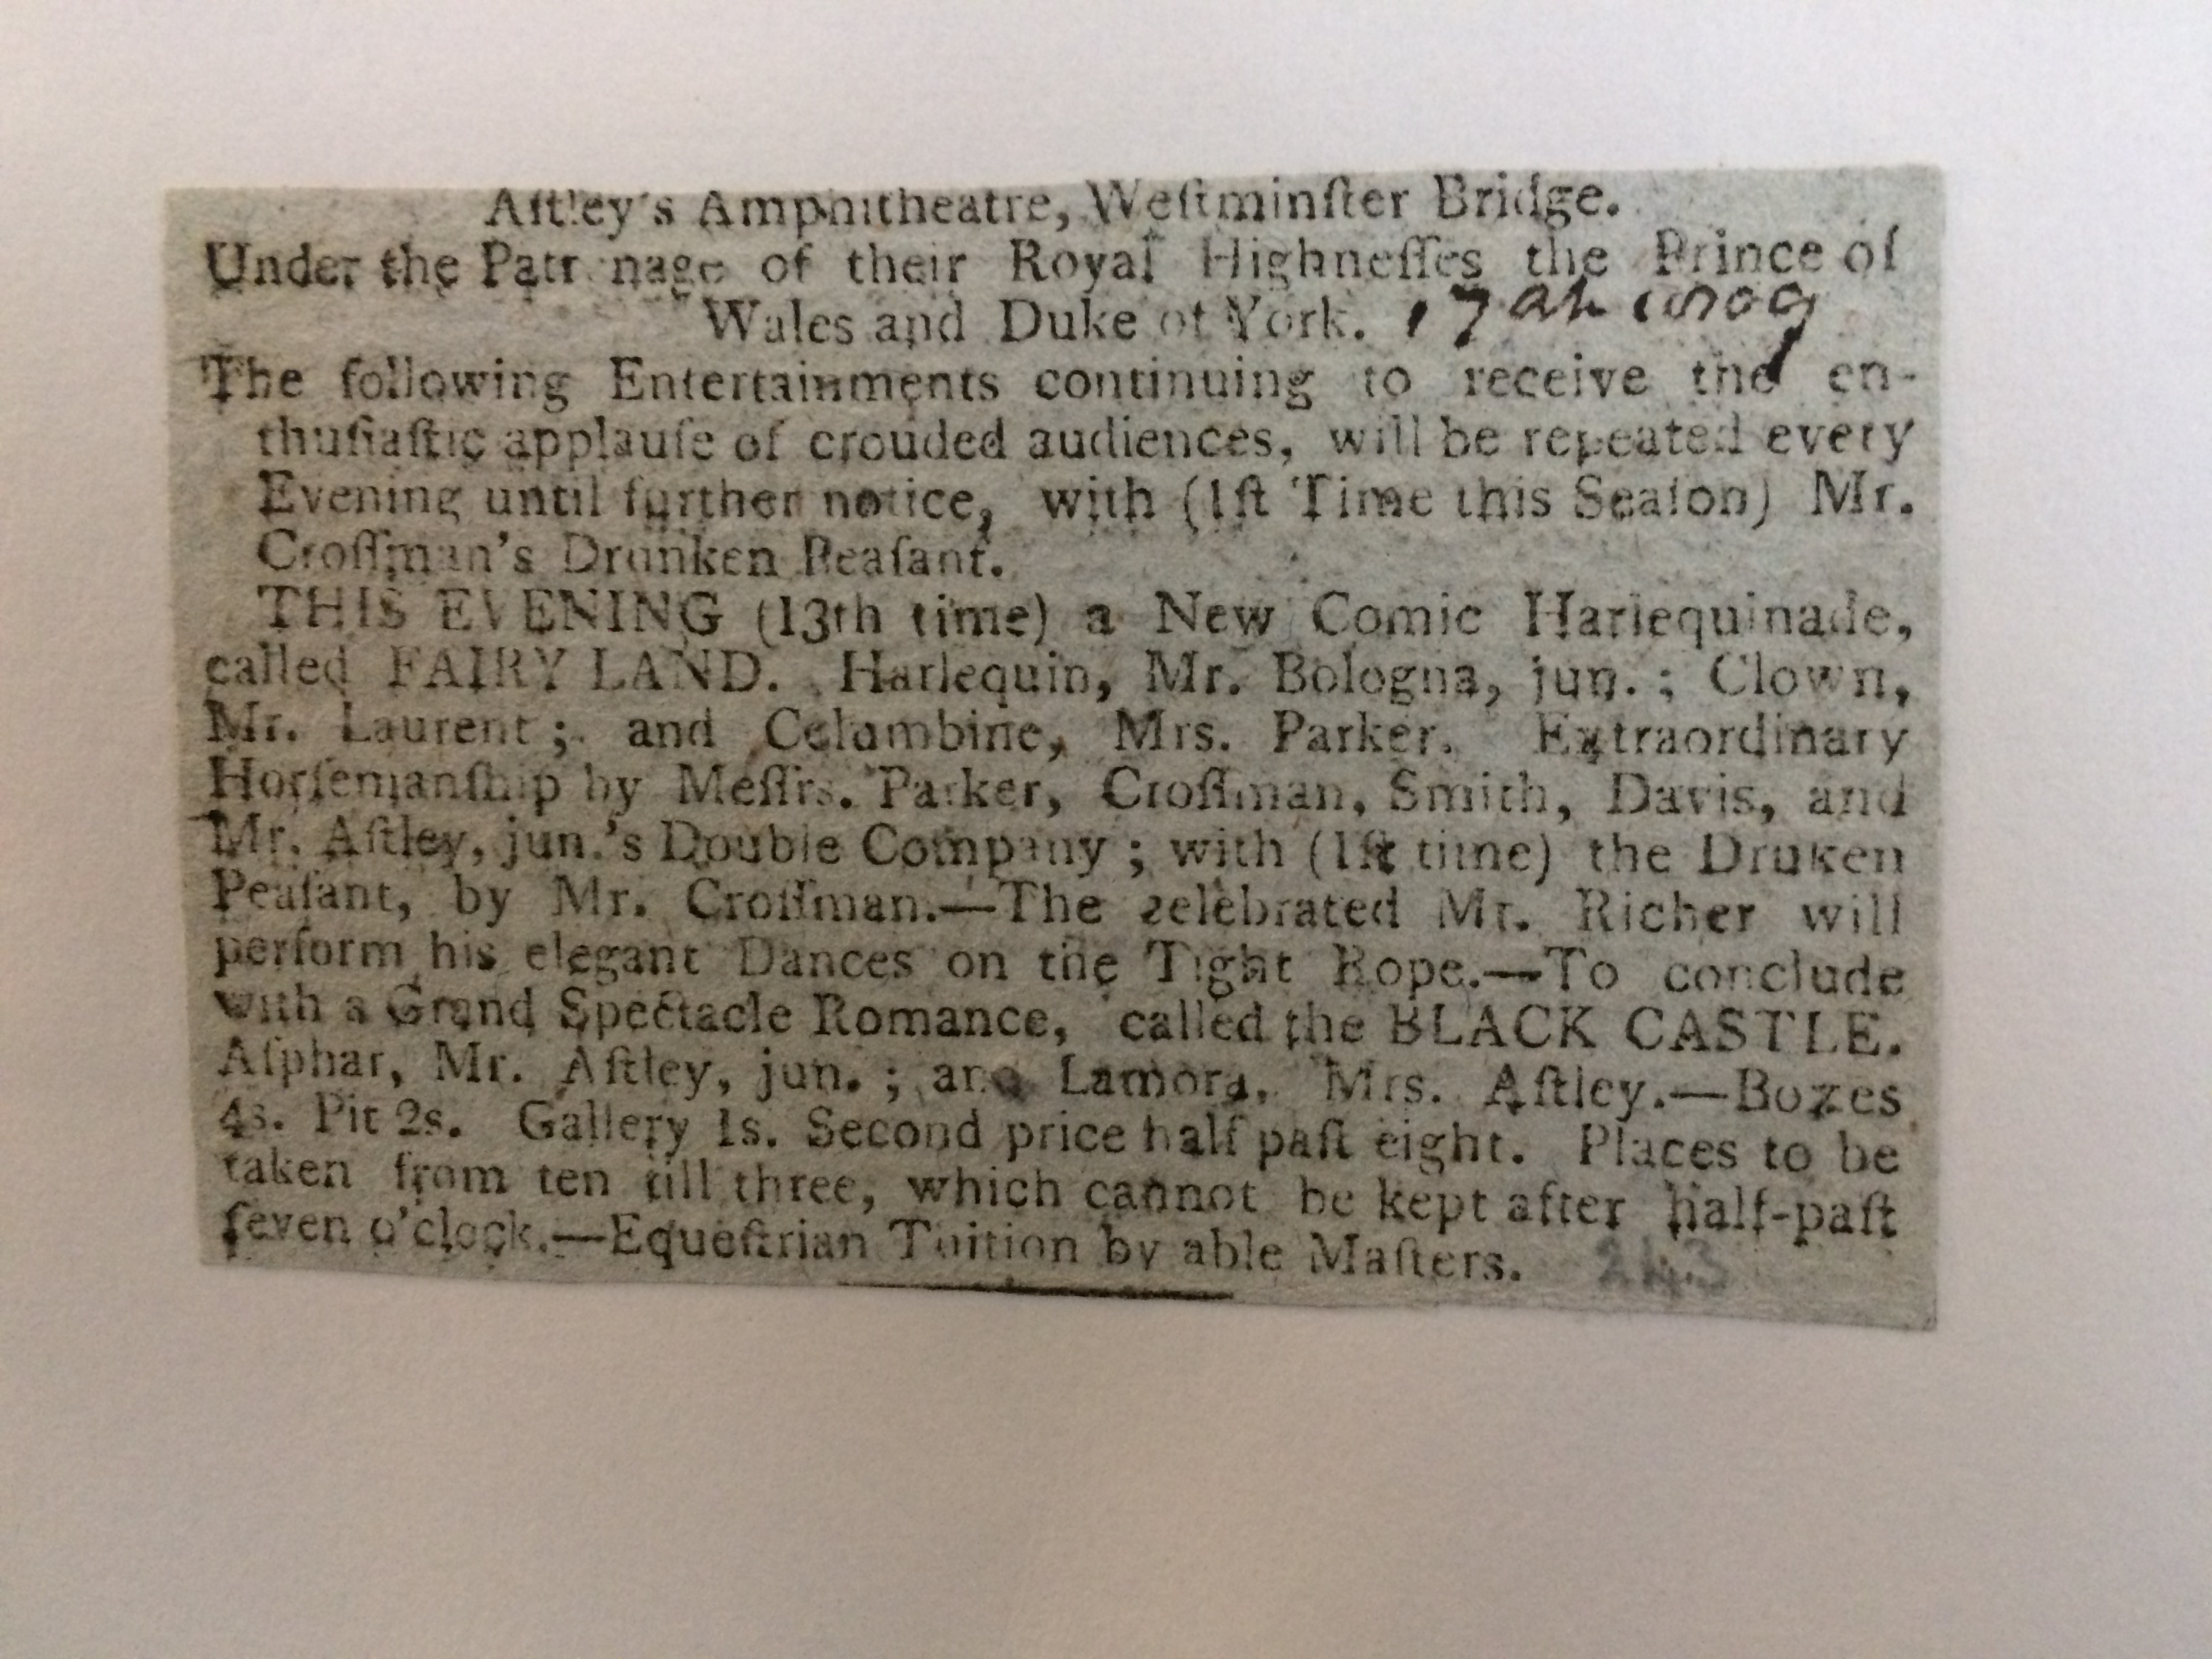 Aſtley's Amphitheatre, Weſtminſter Bridge.
Under the Patr nage of their Royal Highneſſes the Prince of
Wales and Duke of York. 17
The following Entertainments continuing to receive the en-
thuſiaſtic applauſe of crouded audiences, will be repeated every
Evening until further notice, with (1ſt Time this Seaſon) Mr.
Croſſman's Drunken Peaſant.
THIS EVENING (13th time) a New Comic Harlequinade,
called FAIRY LAND. Harlequin, Mr. Bologna, jun. ; Clown,
Mr. Laurent ; and Columbine, Mrs. Parker. Extraordinary
Horſemanſhip by Meſſrs. Parker, Croſſman, Smith, Davis, and
Mr. Aſtley, jun.'s Double Company ; with (1ſt time) the Druken
Peaſant, by Mr. Croſſman.—The celebrated Mr. Richer will
perform his elegant Dances on the Tight Rope.—To conclude
with a Grand Spectacle Romance, called the BLACK CASTLE.
Aſphar, Mr. Aſtley, jun. ; and Lamora, Mrs. Aſtley.—Boxes
4s. Pit 2s. Gallery 1s. Second price half paſt eight. Places to be
taken from ten till three, which cannot be kept after half-paſt
ſeven o'clock.—Equeſtrian Tuition by able Maſters. 243